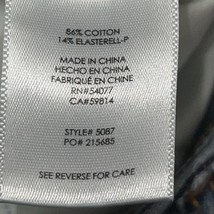 86% COTTON
14% ELASTERELL-P
MADE IN CHINA
HECHO EN CHINA
FABRIQUÉ EN CHINE
RN#54077
CA#59814
STYLE# 5087
PO# 215685
SEE REVERSE FOR CARE